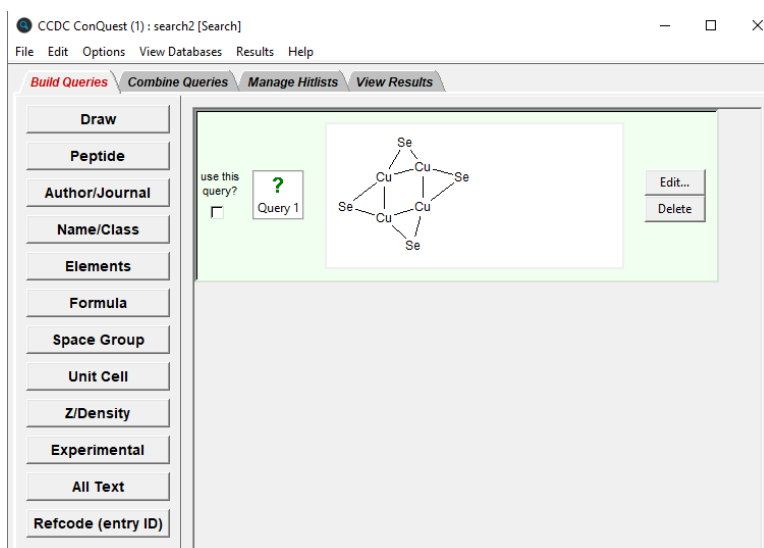 CCDC ConQuest (1) : search2 [Search]
File Edit Options View Databases Results Help
Build Queries Combine Queries Manage Hitlists View Results
Draw
Peptide
Author/Journal
Name/Class
Elements
Formula
Space Group
Unit Cell
Z/Density
Experimental
All Text
Refcode (entry ID)
use this
query?
?
Query 1
Se
Cu Cu Se
Se Cu Cu
Se
Edit...
Delete